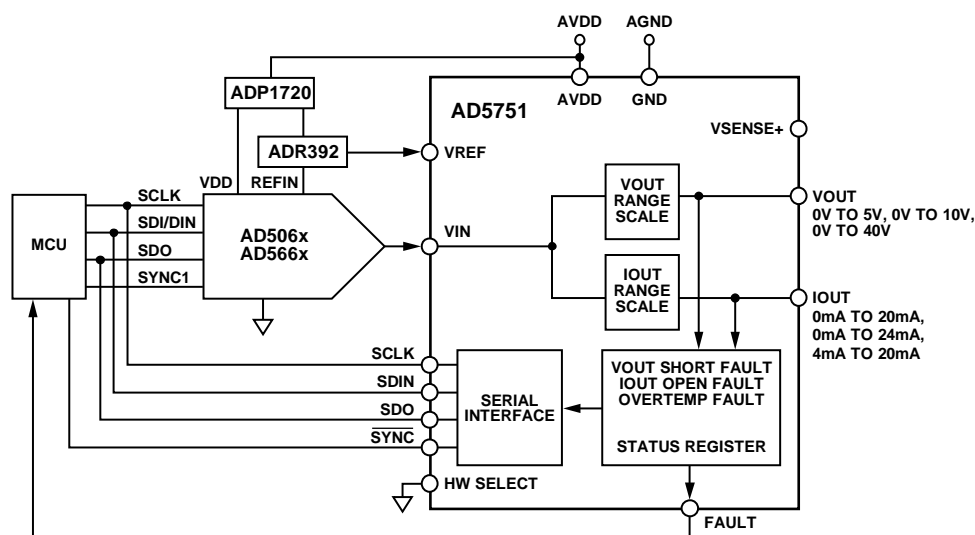 AVDD
AGND
AVDD
GND
ADP1720
AD5751
VSENSE+
ADR392
VREF
VDD
REFIN
SCLK
SDI/DIN
SDO
SYNC1
MCU
AD506x
AD566x
VIN
VOUT
RANGE
SCALE
VOUT
0V TO 5V, 0V TO 10V,
0V TO 40V
IOUT
RANGE
SCALE
IOUT
0mA TO 20mA,
0mA TO 24mA,
4mA TO 20mA
SCLK
SDIN
SDO
SYNC
SERIAL
INTERFACE
VOUT SHORT FAULT
IOUT OPEN FAULT
OVERTEMP FAULT
STATUS REGISTER
HW SELECT
FAULT